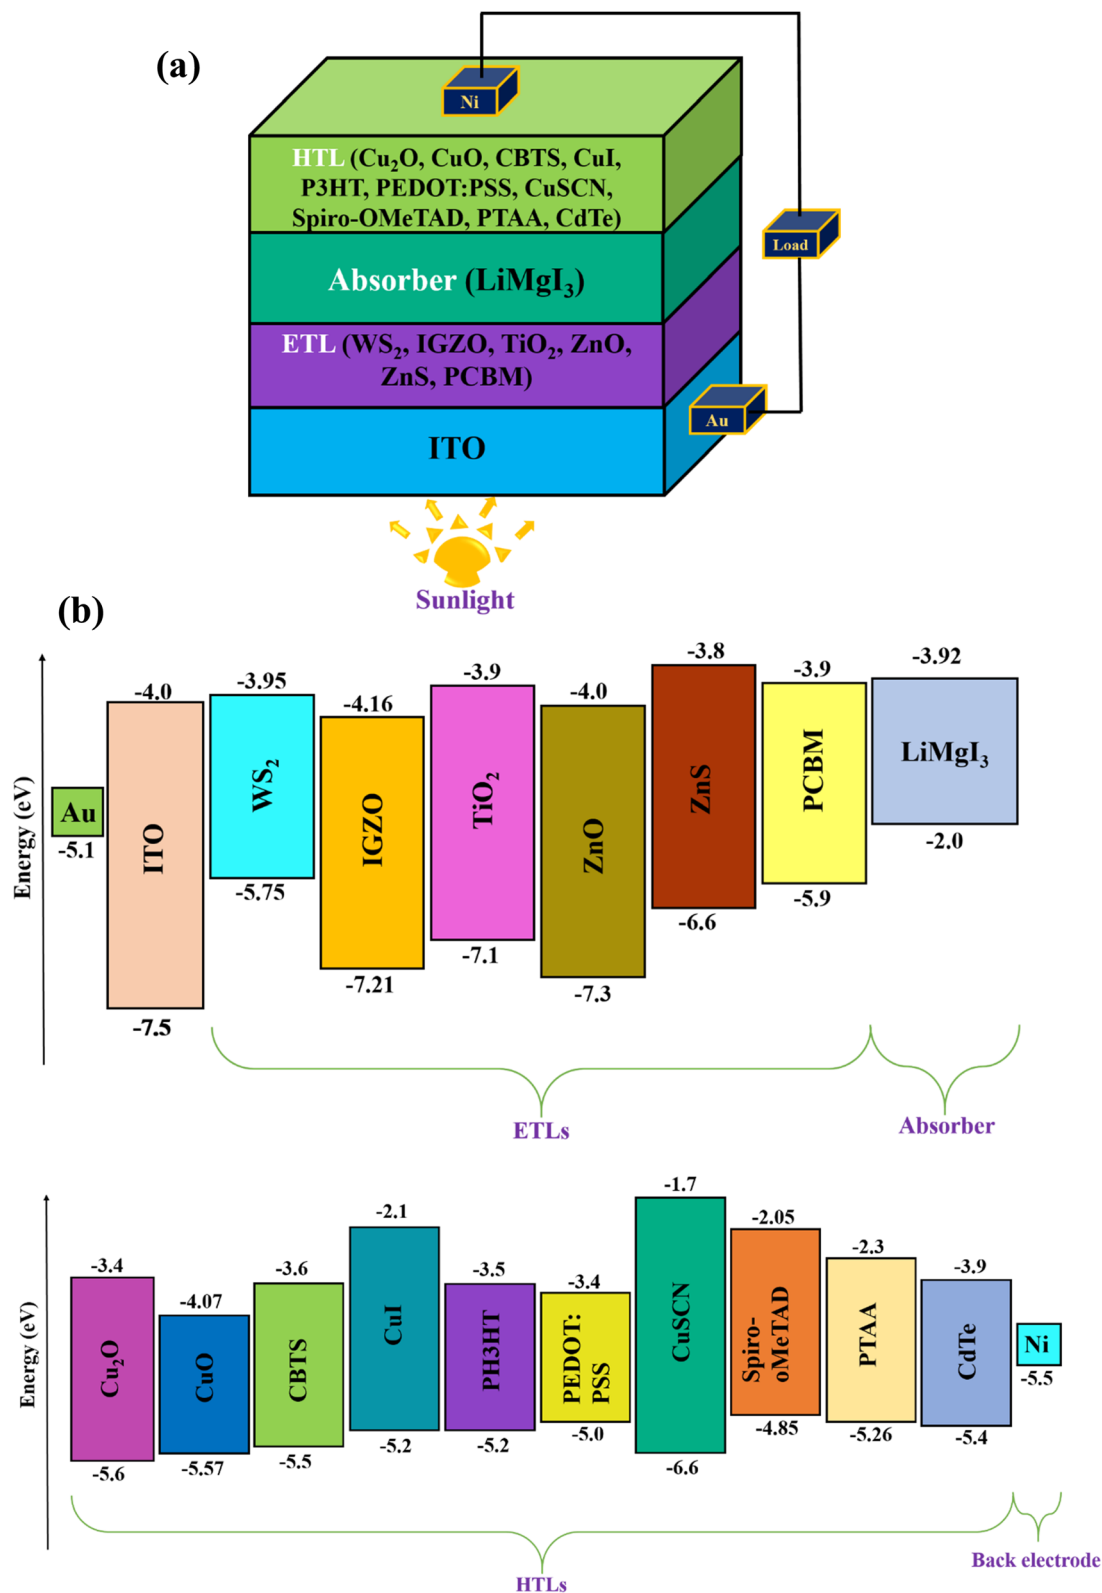 (a)
Ni
HTL (Cu₂O, CuO, CBTS, CuI,
P3HT, PEDOT:PSS, CuSCN,
Spiro-OMeTAD, PTAA, CdTe)
Load
Absorber (LiMgI₃)
ETL (WS₂, IGZO, TiO₂, ZnO,
ZnS, PCBM)
Au
ITO
Sunlight
(b)
Energy (eV)
Au
-5.1
-4.0
ITO
-7.5
-3.95
WS₂
-5.75
-4.16
IGZO
-7.21
-3.9
TiO₂
-7.1
-4.0
ZnO
-7.3
-3.8
ZnS
-6.6
-3.9
PCBM
-5.9
-3.92
LiMgI₃
-2.0
ETLs
Absorber
Energy (eV)
-3.4
Cu₂O
-5.6
-4.07
CuO
-5.57
-3.6
CBTS
-5.5
-2.1
CuI
-5.2
-3.5
PH3HT
-5.2
-3.4
PEDOT:
PSS
-5.0
-1.7
CuSCN
-6.6
-2.05
Spiro-
oMeTAD
-4.85
-2.3
PTAA
-5.26
-3.9
CdTe
-5.4
Ni
-5.5
HTLs
Back electrode